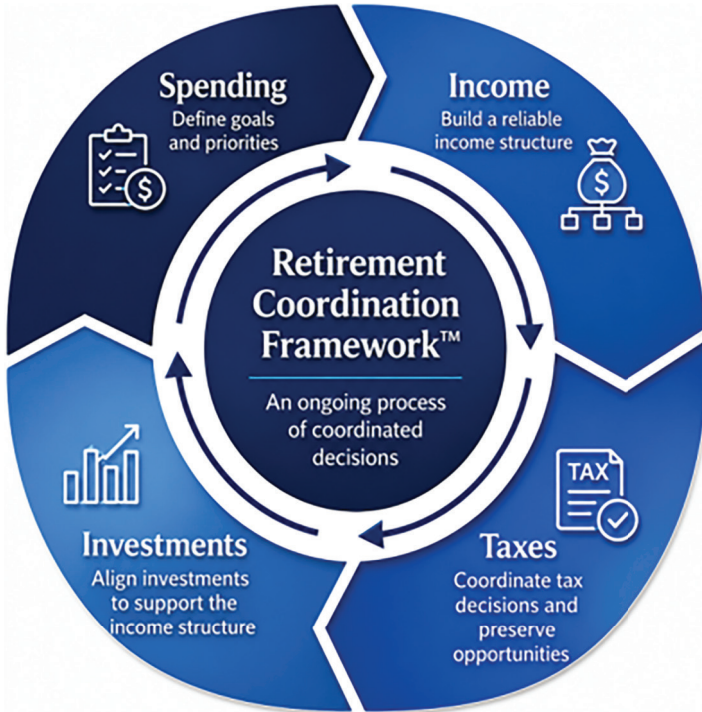 Spending
Define goals
and priorities
$
Income
Build a reliable
income structure
$
Retirement
Coordination
Framework™
An ongoing process
of coordinated
decisions
Investments
Align investments
to support the
income structure
TAX
Taxes
Coordinate tax
decisions and
preserve
opportunities